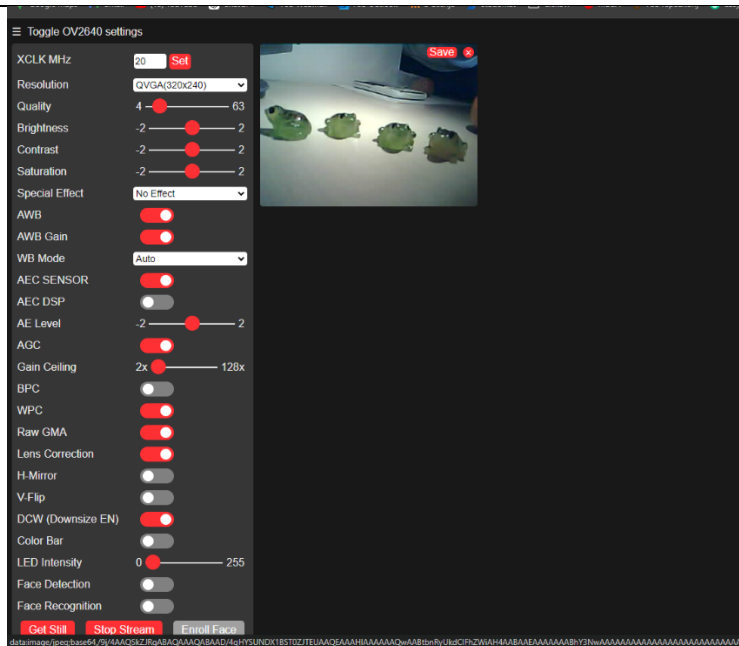 ☰ Toggle OV2640 settings
XCLK MHz 20 Set
Resolution QVGA(320x240)
Quality 4 63
Brightness -2 2
Contrast -2 2
Saturation -2 2
Special Effect No Effect
AWB
AWB Gain
WB Mode Auto
AEC SENSOR
AEC DSP
AE Level -2 2
AGC
Gain Ceiling 2x 128x
BPC
WPC
Raw GMA
Lens Correction
H-Mirror
V-Flip
DCW (Downsize EN)
Color Bar
LED Intensity 0 255
Face Detection
Face Recognition
Get Still Stop Stream Enroll Face
Save ×